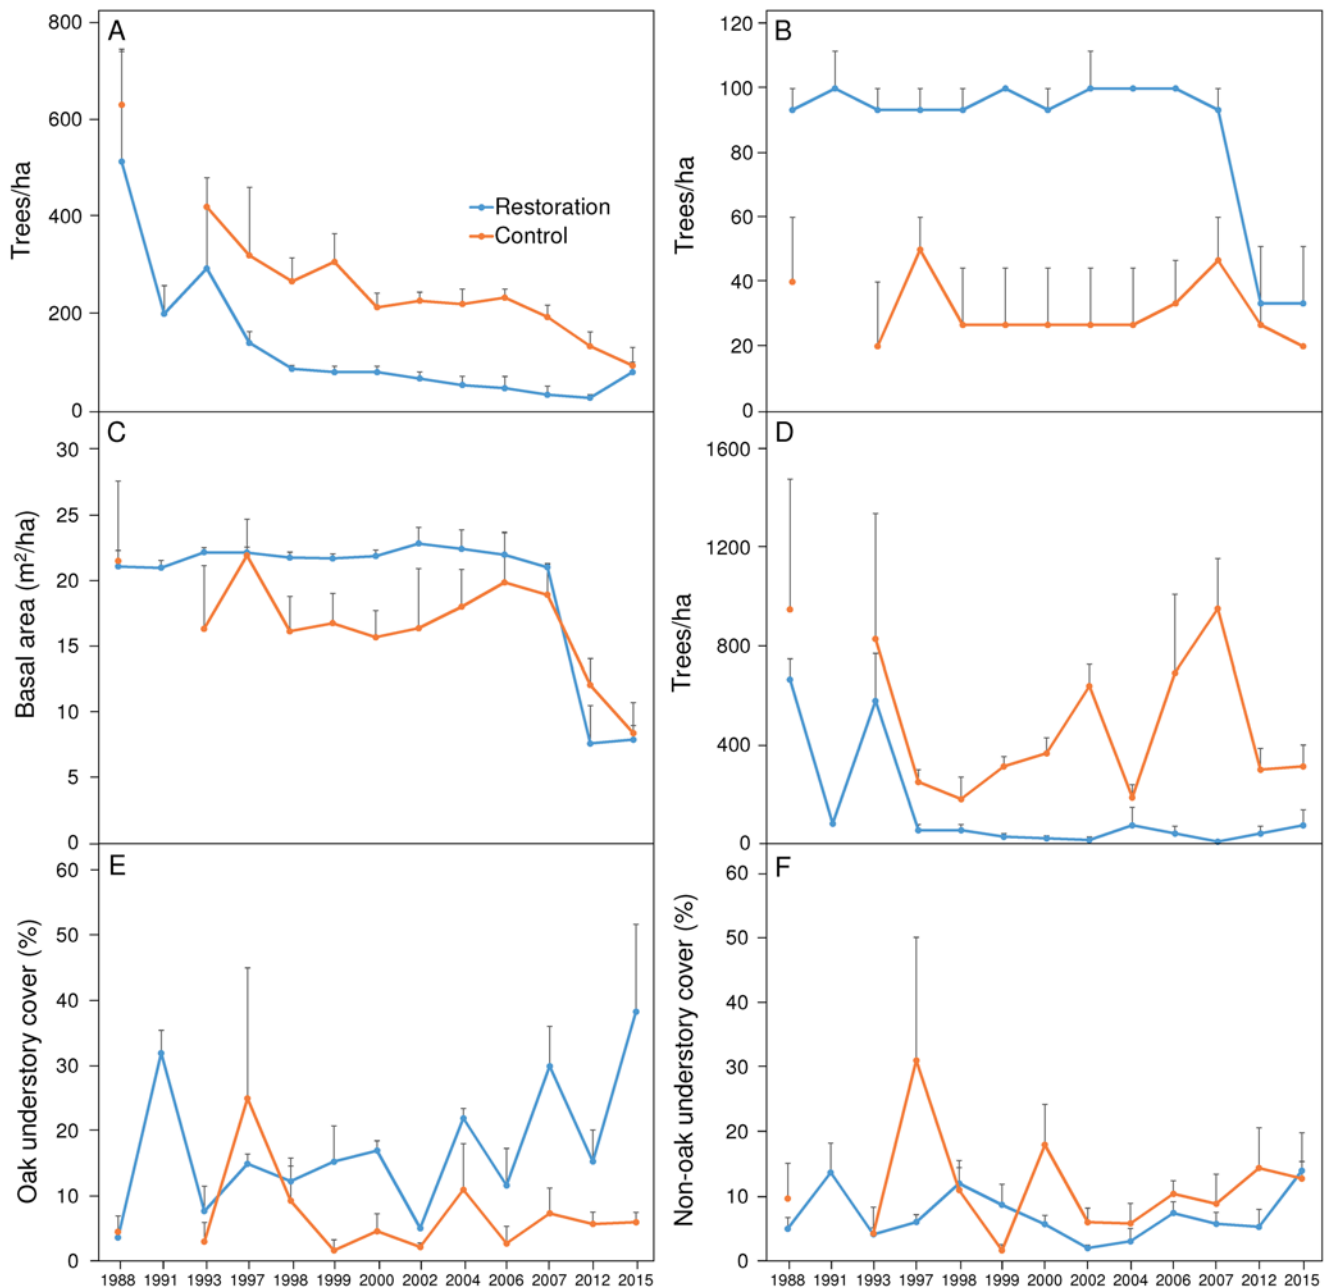 A
800
600
400
200
0
Trees/ha
Restoration
Control
B
120
100
80
60
40
20
0
Trees/ha
C
30
25
20
15
10
5
0
Basal area (m²/ha)
D
1600
1200
800
400
0
Trees/ha
E
60
50
40
30
20
10
0
Oak understory cover (%)
1988 1991 1993 1997 1998 1999 2000 2002 2004 2006 2007 2012 2015
F
60
50
40
30
20
10
0
Non-oak understory cover (%)
1988 1991 1993 1997 1998 1999 2000 2002 2004 2006 2007 2012 2015